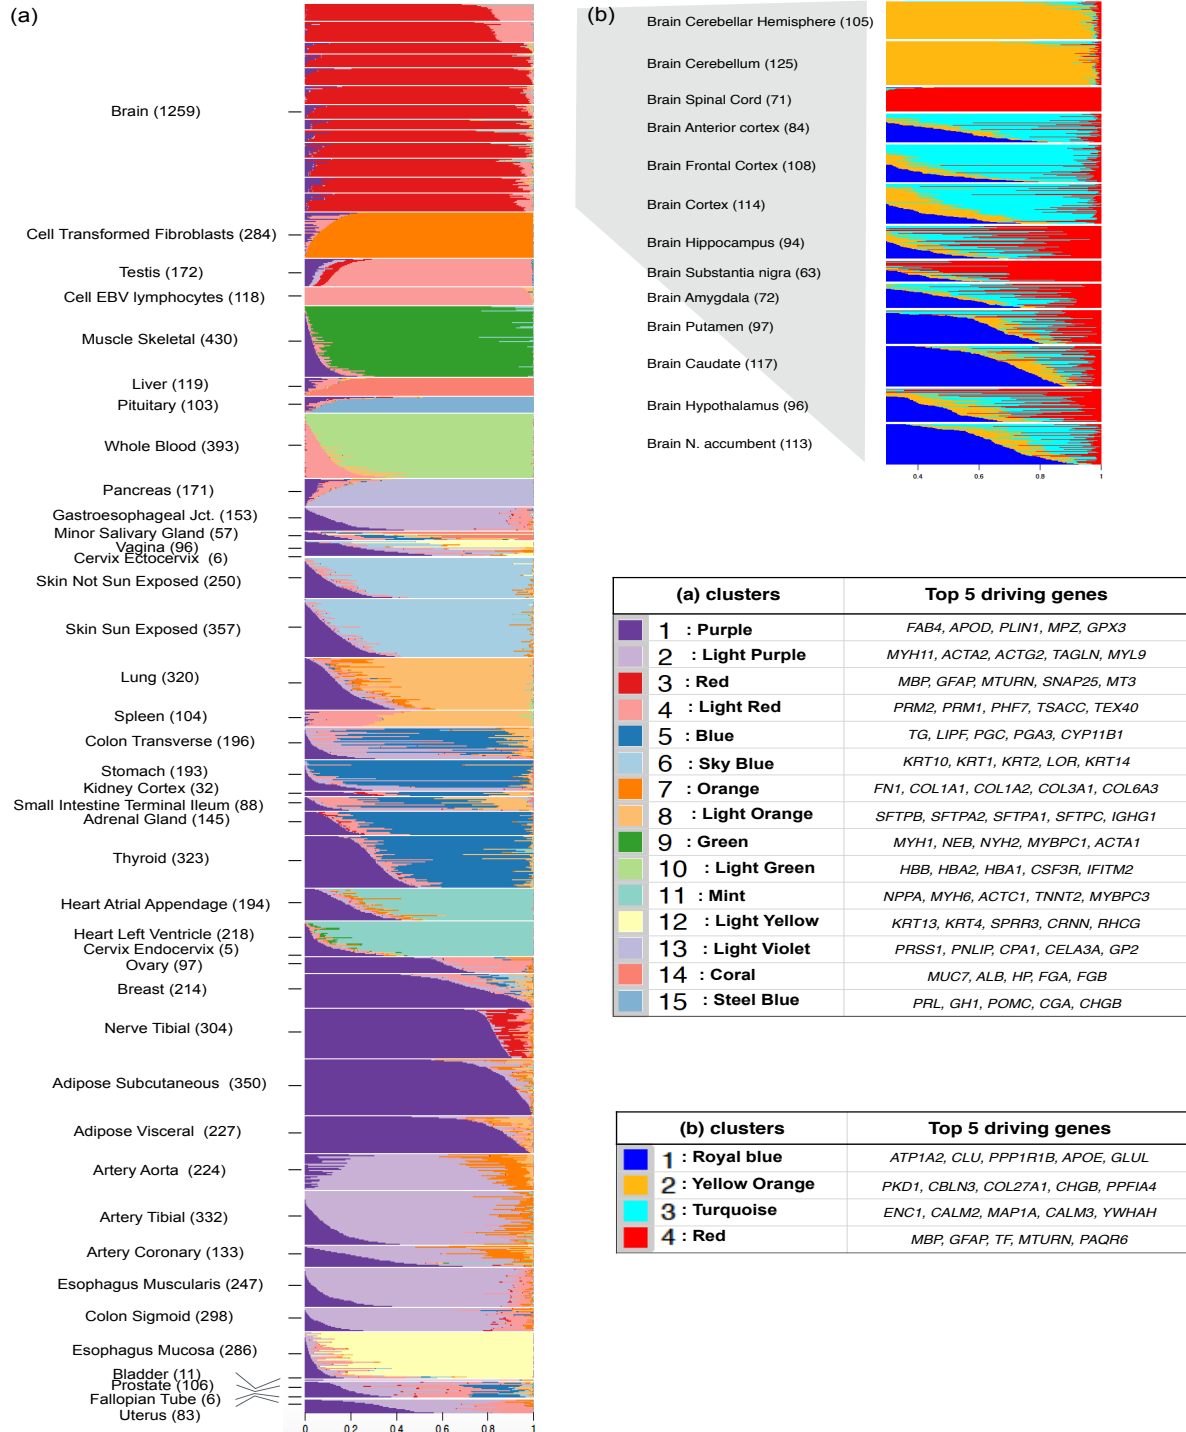 (a)
Brain (1259)
Cell Transformed Fibroblasts (284)
Testis (172)
Cell EBV lymphocytes (118)
Muscle Skeletal (430)
Liver (119)
Pituitary (103)
Whole Blood (393)
Pancreas (171)
Gastroesophageal Jct. (153)
Minor Salivary Gland (57)
Vagina (96)
Cervix Ectocervix (6)
Skin Not Sun Exposed (250)
Skin Sun Exposed (357)
Lung (320)
Spleen (104)
Colon Transverse (196)
Stomach (193)
Kidney Cortex (32)
Small Intestine Terminal Ileum (88)
Adrenal Gland (145)
Thyroid (323)
Heart Atrial Appendage (194)
Heart Left Ventricle (218)
Cervix Endocervix (5)
Ovary (97)
Breast (214)
Nerve Tibial (304)
Adipose Subcutaneous (350)
Adipose Visceral (227)
Artery Aorta (224)
Artery Tibial (332)
Artery Coronary (133)
Esophagus Muscularis (247)
Colon Sigmoid (298)
Esophagus Mucosa (286)
Bladder (11)
Prostate (106)
Fallopian Tube (6)
Uterus (83)
0 0.2 0.4 0.6 0.8 1
(b)
Brain Cerebellar Hemisphere (105)
Brain Cerebellum (125)
Brain Spinal Cord (71)
Brain Anterior cortex (84)
Brain Frontal Cortex (108)
Brain Cortex (114)
Brain Hippocampus (94)
Brain Substantia nigra (63)
Brain Amygdala (72)
Brain Putamen (97)
Brain Caudate (117)
Brain Hypothalamus (96)
Brain N. accumbent (113)
0.4 0.6 0.8 1
(a) clusters Top 5 driving genes
1 : Purple FAB4, APOD, PLIN1, MPZ, GPX3
2 : Light Purple MYH11, ACTA2, ACTG2, TAGLN, MYL9
3 : Red MBP, GFAP, MTURN, SNAP25, MT3
4 : Light Red PRM2, PRM1, PHF7, TSACC, TEX40
5 : Blue TG, LIPF, PGC, PGA3, CYP11B1
6 : Sky Blue KRT10, KRT1, KRT2, LOR, KRT14
7 : Orange FN1, COL1A1, COL1A2, COL3A1, COL6A3
8 : Light Orange SFTPB, SFTPA2, SFTPA1, SFTPC, IGHG1
9 : Green MYH1, NEB, NYH2, MYBPC1, ACTA1
10 : Light Green HBB, HBA2, HBA1, CSF3R, IFITM2
11 : Mint NPPA, MYH6, ACTC1, TNNT2, MYBPC3
12 : Light Yellow KRT13, KRT4, SPRR3, CRNN, RHCG
13 : Light Violet PRSS1, PNLIP, CPA1, CELA3A, GP2
14 : Coral MUC7, ALB, HP, FGA, FGB
15 : Steel Blue PRL, GH1, POMC, CGA, CHGB
(b) clusters Top 5 driving genes
1 : Royal blue ATP1A2, CLU, PPP1R1B, APOE, GLUL
2 : Yellow Orange PKD1, CBLN3, COL27A1, CHGB, PPFIA4
3 : Turquoise ENC1, CALM2, MAP1A, CALM3, YWHAH
4 : Red MBP, GFAP, TF, MTURN, PAQR6